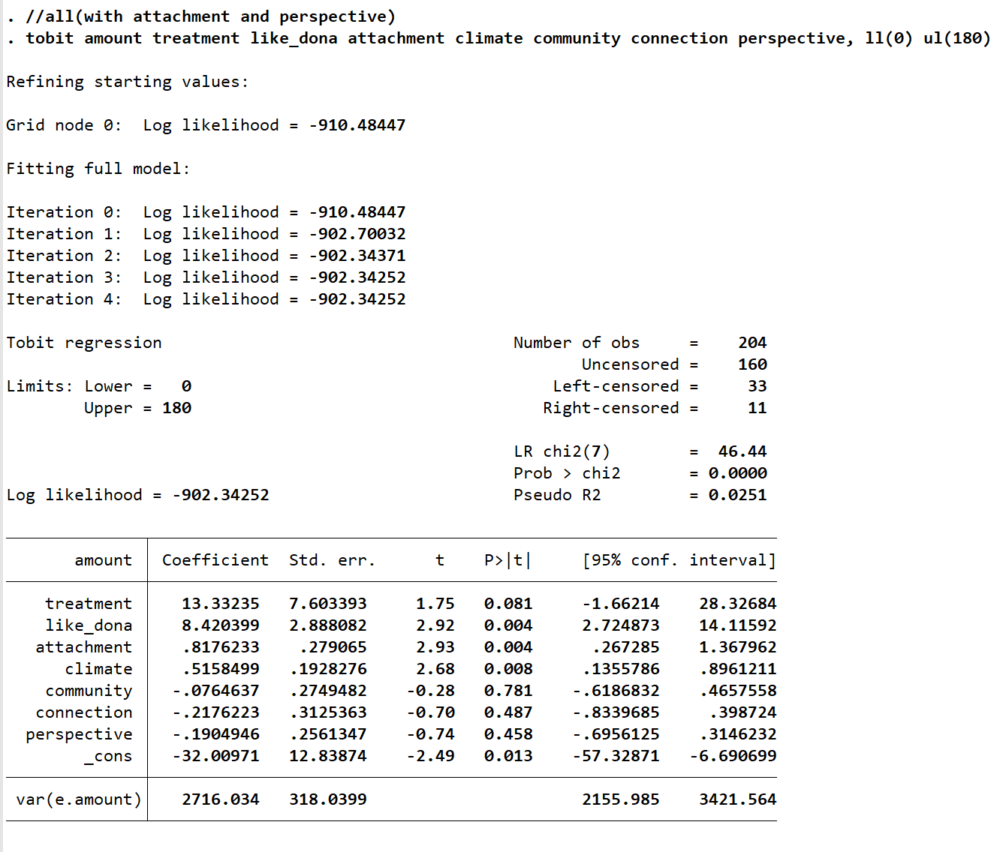 . //all(with attachment and perspective)
. tobit amount treatment like_dona attachment climate community connection perspective, ll(0) ul(180)
Refining starting values:
Grid node 0:  Log likelihood = -910.48447
Fitting full model:
Iteration 0:  Log likelihood = -910.48447
Iteration 1:  Log likelihood = -902.70032
Iteration 2:  Log likelihood = -902.34371
Iteration 3:  Log likelihood = -902.34252
Iteration 4:  Log likelihood = -902.34252
Tobit regression                                    Number of obs     =    204
                                                           Uncensored =    160
Limits: Lower =   0                                     Left-censored =     33
        Upper = 180                                    Right-censored =     11
                                                    LR chi2(7)        =  46.44
                                                    Prob > chi2       = 0.0000
Log likelihood = -902.34252                         Pseudo R2         = 0.0251
       amount | Coefficient  Std. err.      t    P>|t|     [95% conf. interval]
    treatment |   13.33235   7.603393     1.75   0.081     -1.66214    28.32684
    like_dona |   8.420399   2.888082     2.92   0.004     2.724873    14.11592
   attachment |   .8176233    .279065     2.93   0.004      .267285    1.367962
      climate |   .5158499   .1928276     2.68   0.008     .1355786    .8961211
    community |  -.0764637   .2749482    -0.28   0.781    -.6186832    .4657558
   connection |  -.2176223   .3125363    -0.70   0.487    -.8339685     .398724
  perspective |  -.1904946   .2561347    -0.74   0.458    -.6956125    .3146232
        _cons |  -32.00971   12.83874    -2.49   0.013    -57.32871   -6.690699
 var(e.amount)|   2716.034   318.0399                      2155.985    3421.564